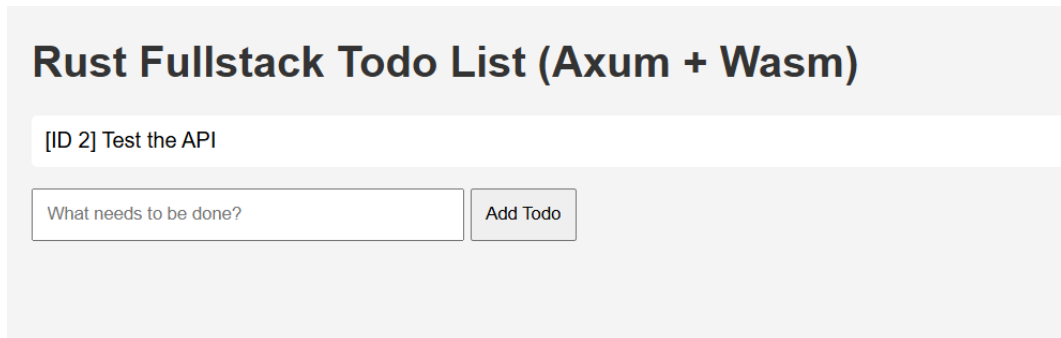 Rust Fullstack Todo List (Axum + Wasm)
[ID 2] Test the API
What needs to be done? Add Todo